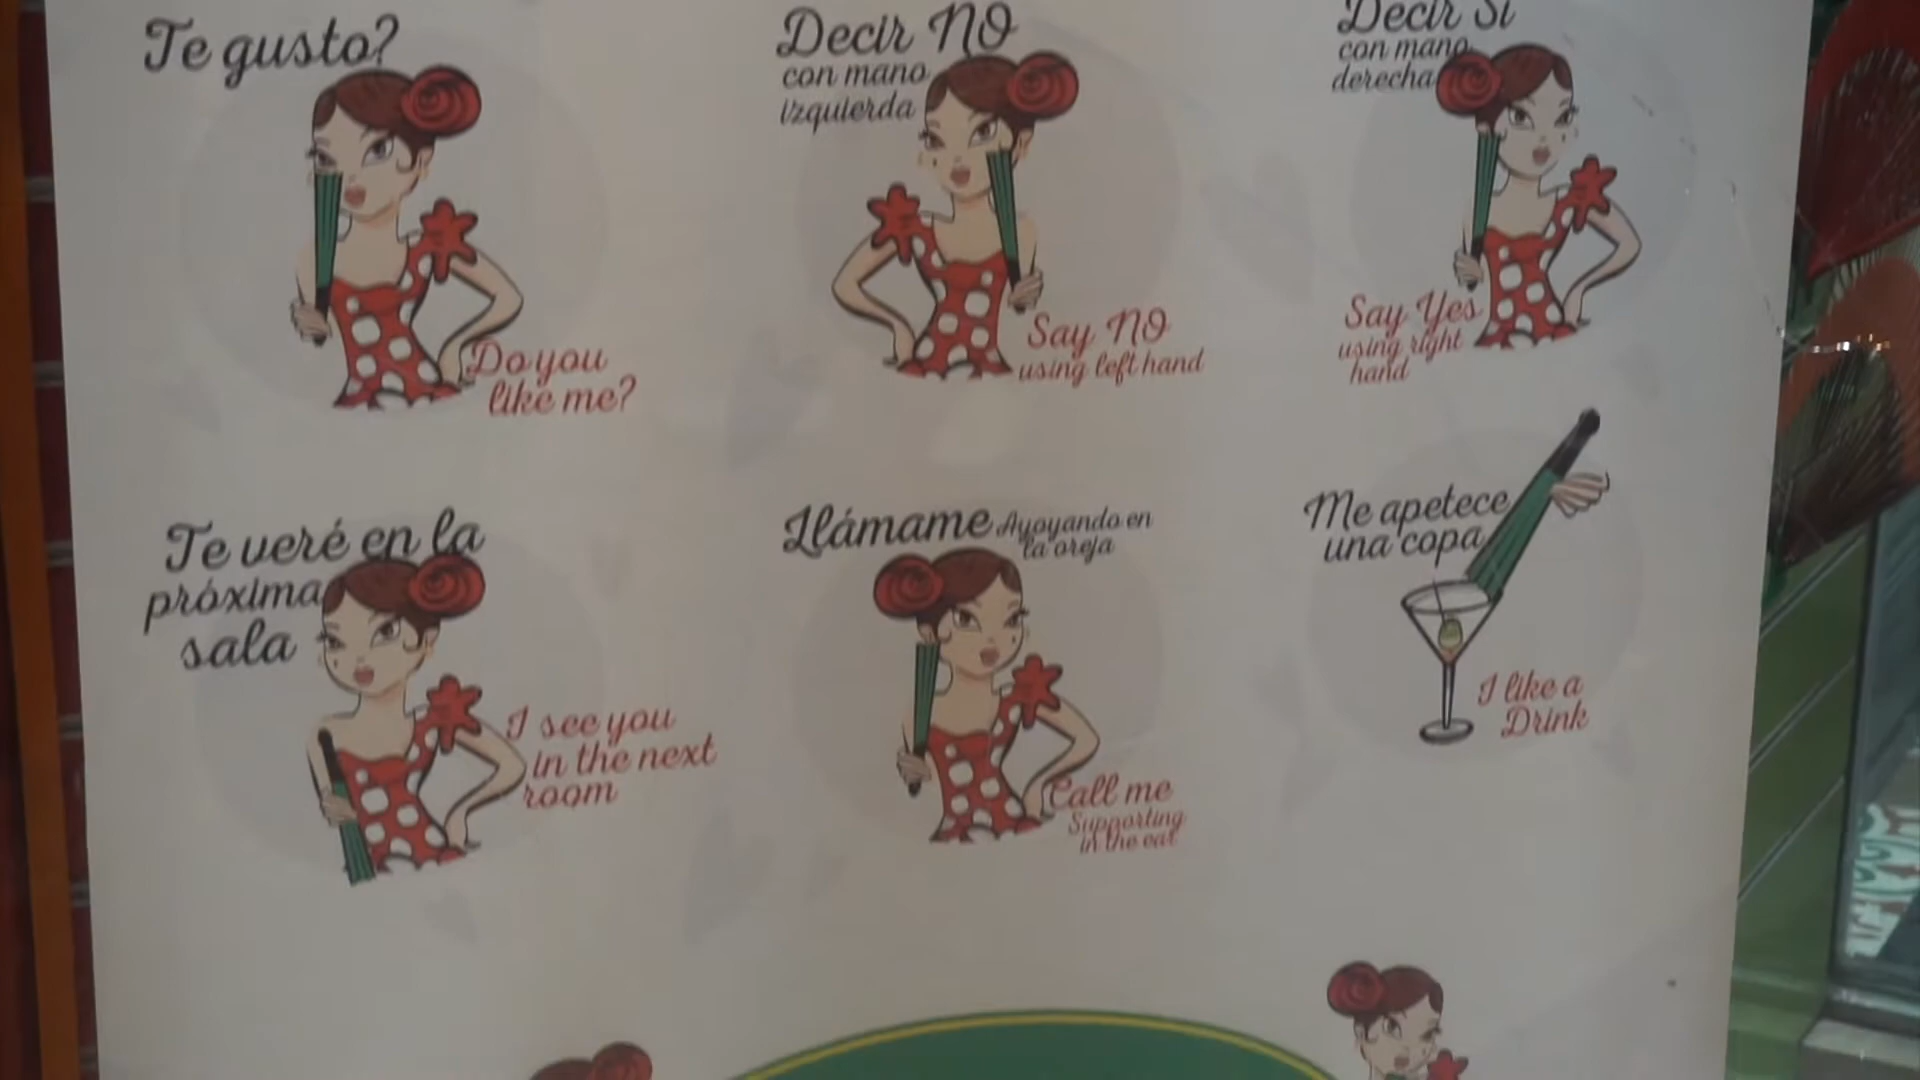 Te gusto?
Do you
like me?
Decir NO
con mano
izquierda
Say NO
using left hand
Decir Si
con mano
derecha
Say Yes
using right
hand
Te veré en la
próxima
sala
I see you
in the next
room
Llámame Ayoyando en
la oreja
Call me
Supporting
in the ear
Me apetece
una copa
I like a
Drink